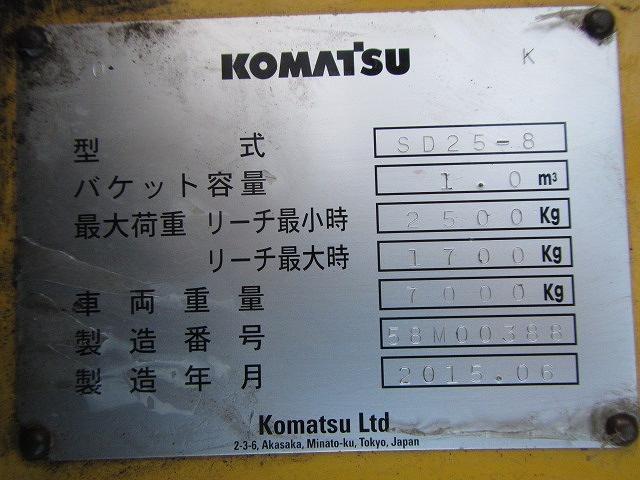 KOMATSU K
型式 SD25-8
バケット容量 1.0 m³
最大荷重 リーチ最小時 2500 Kg
リーチ最大時 1700 Kg
車両重量 7000 Kg
製造番号 58M00388
製造年月 2015.06
Komatsu Ltd
2-3-6, Akasaka, Minato-ku, Tokyo, Japan